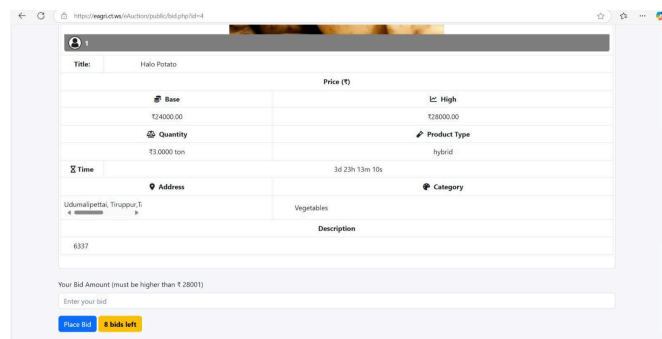 https://eagri.ct.ws/eAuction/public/bid.php?id=4
1
Title: Halo Potato
Price (₹)
Base High
₹24000.00 ₹28000.00
Quantity Product Type
₹3.0000 ton hybrid
Time 3d 23h 13m 10s
Address Category
Udumalipettai, Tiruppur,Ta Vegetables
Description
6337
Your Bid Amount (must be higher than ₹ 28001)
Enter your bid
Place Bid 8 bids left